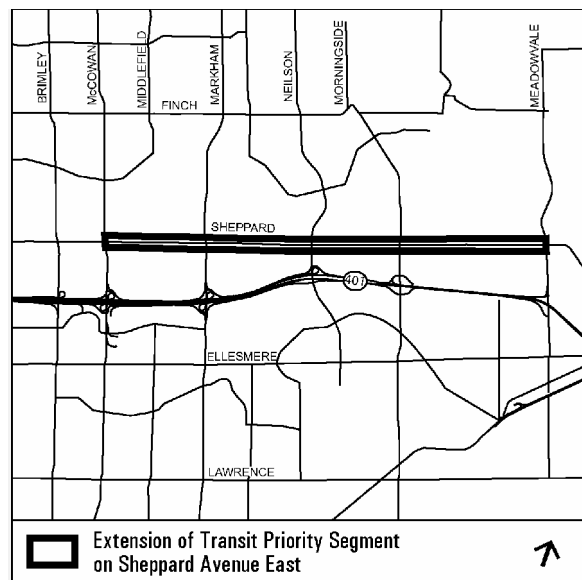 BRIMLEY
McCOWAN
MIDDLEFIELD
MARKHAM
NEILSON
MORNINGSIDE
MEADOWVALE
FINCH
SHEPPARD
401
ELLESMERE
LAWRENCE
Extension of Transit Priority Segment
on Sheppard Avenue East